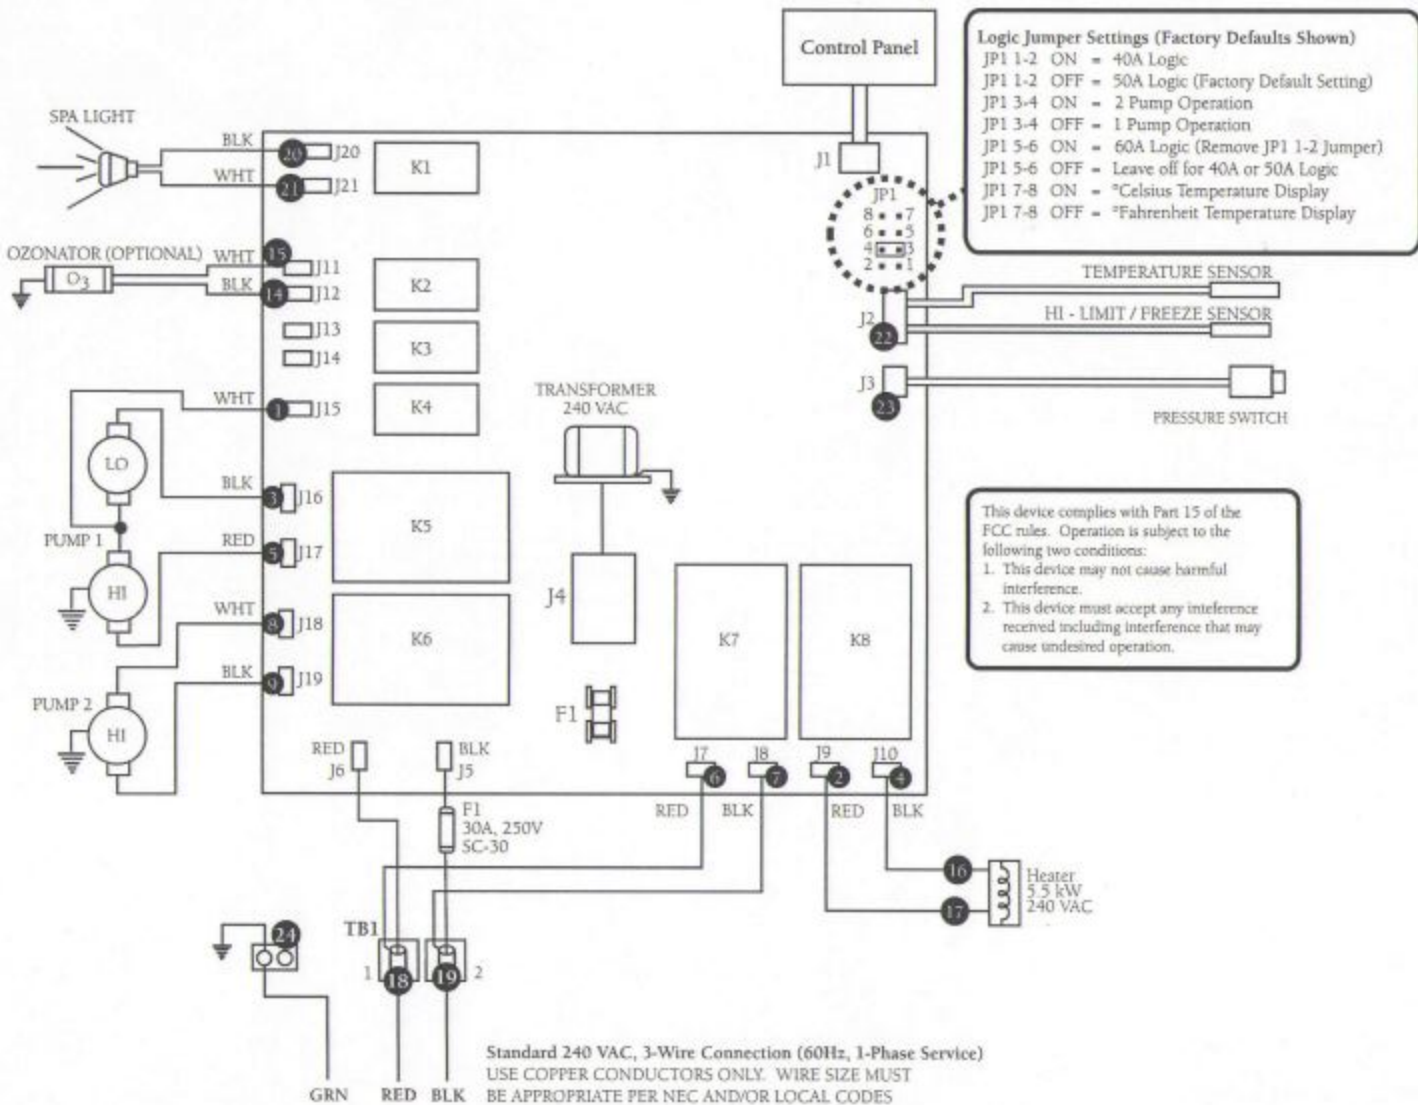 Control Panel
Logic Jumper Settings (Factory Defaults Shown)
JP1 1-2 ON = 40A Logic
JP1 1-2 OFF = 50A Logic (Factory Default Setting)
JP1 3-4 ON = 2 Pump Operation
JP1 3-4 OFF = 1 Pump Operation
JP1 5-6 ON = 60A Logic (Remove JP1 1-2 Jumper)
JP1 5-6 OFF = Leave off for 40A or 50A Logic
JP1 7-8 ON = °Celsius Temperature Display
JP1 7-8 OFF = °Fahrenheit Temperature Display
SPA LIGHT
BLK 20 J20
WHT 21 J21
K1
J1
JP1
8 7
6 5
4 3
2 1
OZONATOR (OPTIONAL)
O3
WHT 15 J11
BLK 14 J12
K2
J13
J14
K3
TEMPERATURE SENSOR
HI - LIMIT / FREEZE SENSOR
J2
22
J3
23
PRESSURE SWITCH
WHT 1 J15
K4
TRANSFORMER
240 VAC
LO
BLK 3 J16
K5
PUMP 1
RED 5 J17
HI
WHT 8 J18
K6
BLK 9 J19
PUMP 2
HI
J4
F1
K7
K8
This device complies with Part 15 of the
FCC rules. Operation is subject to the
following two conditions:
1. This device may not cause harmful
interference.
2. This device must accept any inteference
received including interference that may
cause undesired operation.
RED
J6
BLK
J5
J7
6
J8
7
J9
2
J10
4
RED BLK RED BLK
F1
30A, 250V
SC-30
16
17
Heater
5.5 kW
240 VAC
24
TB1
1 18 19 2
Standard 240 VAC, 3-Wire Connection (60Hz, 1-Phase Service)
USE COPPER CONDUCTORS ONLY. WIRE SIZE MUST
BE APPROPRIATE PER NEC AND/OR LOCAL CODES
GRN RED BLK